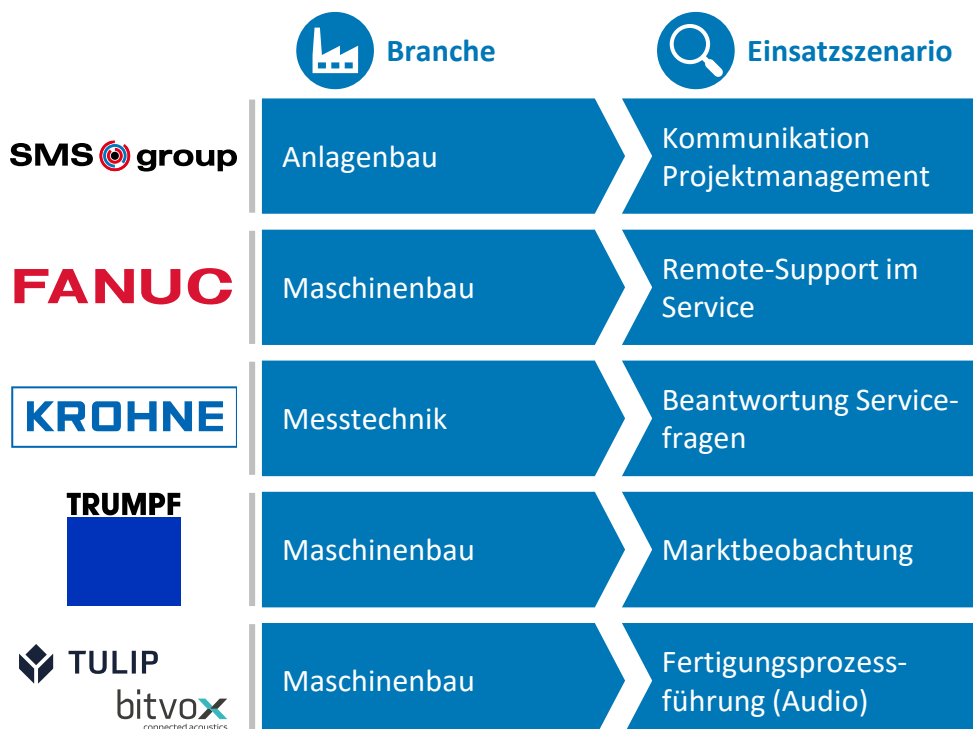 Branche
Einsatzszenario
SMS group
Anlagenbau
Kommunikation
Projektmanagement
FANUC
Maschinenbau
Remote-Support im
Service
KROHNE
Messtechnik
Beantwortung Service-
fragen
TRUMPF
Maschinenbau
Marktbeobachtung
TULIP
bitvox
connected acoustics
Maschinenbau
Fertigungsprozess-
führung (Audio)